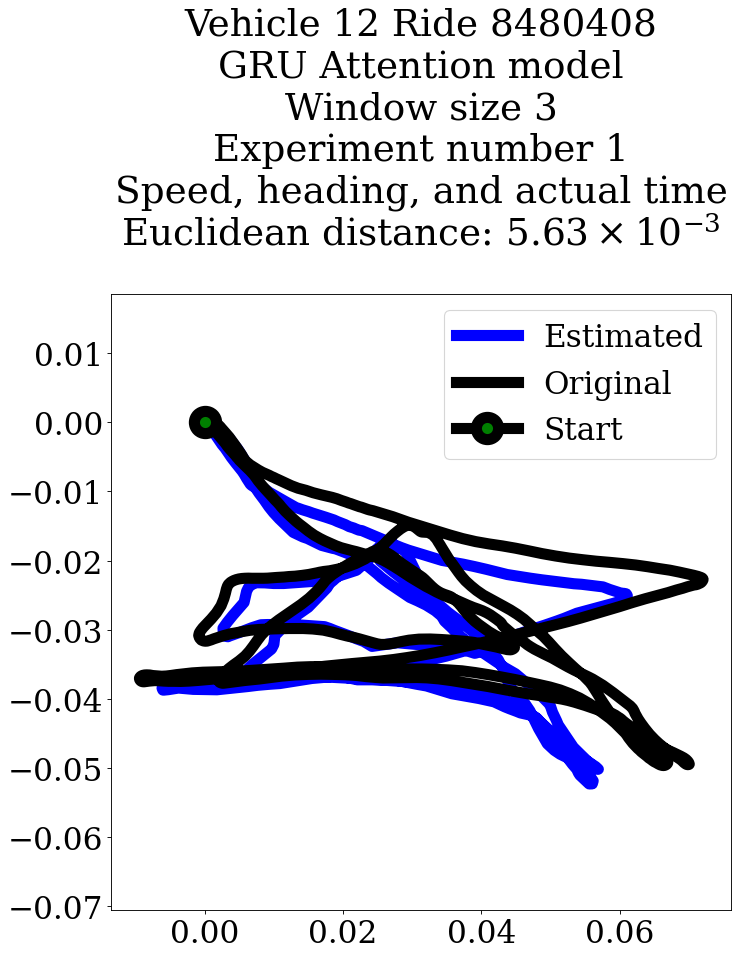 Vehicle 12 Ride 8480408
GRU Attention model
Window size 3
Experiment number 1
Speed, heading, and actual time
Euclidean distance: 5.63 × 10⁻³
Estimated
Original
Start
0.01
0.00
−0.01
−0.02
−0.03
−0.04
−0.05
−0.06
−0.07
0.00 0.02 0.04 0.06